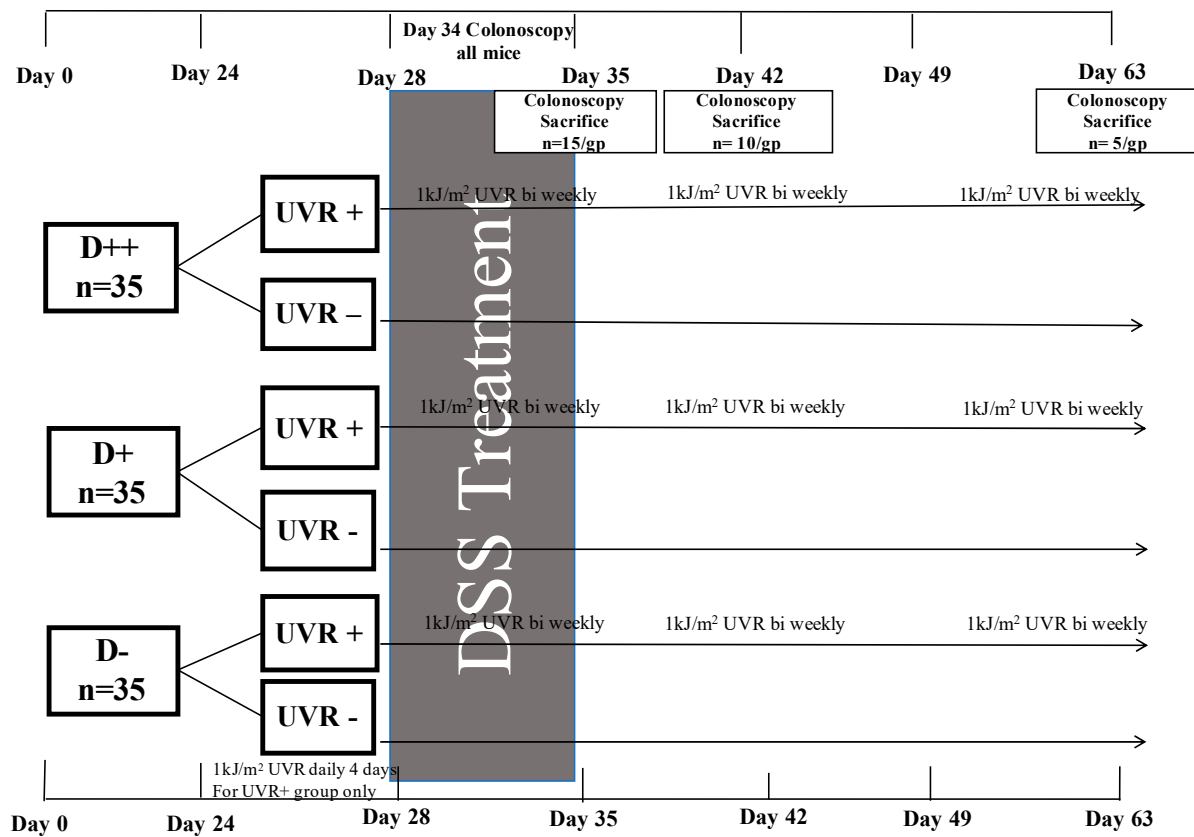 Day 34 Colonoscopy
all mice
Day 0
Day 24
Day 28
Day 35
Day 42
Day 49
Day 63
Colonoscopy
Sacrifice
n=15/gp
Colonoscopy
Sacrifice
n= 10/gp
Colonoscopy
Sacrifice
n= 5/gp
DSS Treatment
D++
n=35
UVR +
1kJ/m² UVR bi weekly
1kJ/m² UVR bi weekly
1kJ/m² UVR bi weekly
UVR –
D+
n=35
UVR +
1kJ/m² UVR bi weekly
1kJ/m² UVR bi weekly
1kJ/m² UVR bi weekly
UVR -
D-
n=35
UVR +
1kJ/m² UVR bi weekly
1kJ/m² UVR bi weekly
1kJ/m² UVR bi weekly
UVR -
1kJ/m² UVR daily 4 days
For UVR+ group only
Day 0
Day 24
Day 28
Day 35
Day 42
Day 49
Day 63